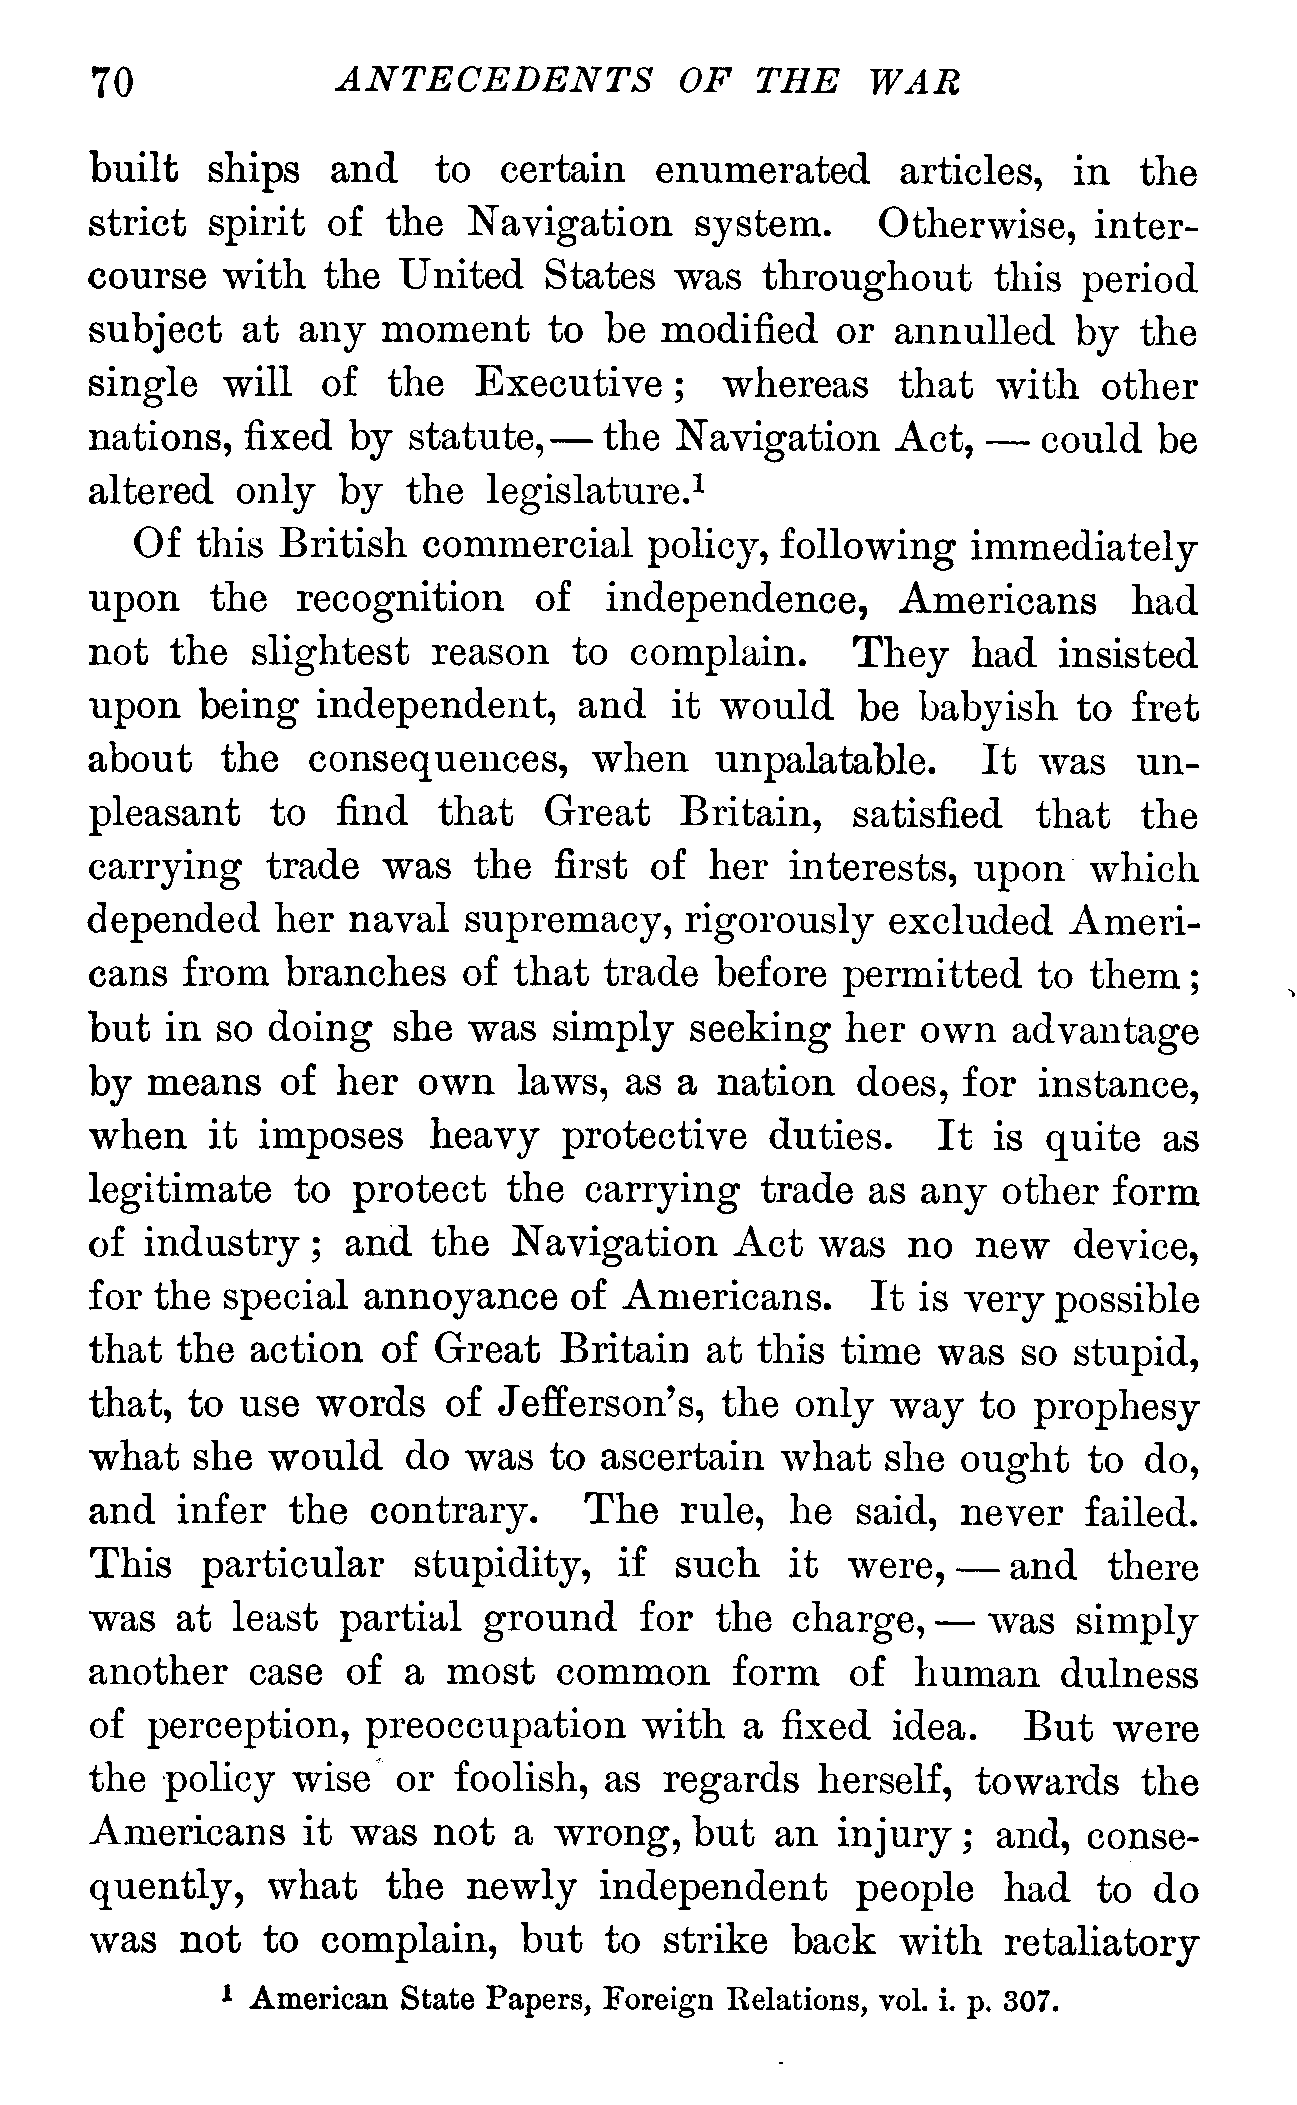 70 ANTECEDENTS OF THE WAR
built ships and to certain enumerated articles, in the
strict spirit of the Navigation system. Otherwise, inter-
course with the United States was throughout this period
subject at any moment to be modified or annulled by the
single will of the Executive; whereas that with other
nations, fixed by statute,— the Navigation Act, — could be
altered only by the legislature.¹
Of this British commercial policy, following immediately
upon the recognition of independence, Americans had
not the slightest reason to complain. They had insisted
upon being independent, and it would be babyish to fret
about the consequences, when unpalatable. It was un-
pleasant to find that Great Britain, satisfied that the
carrying trade was the first of her interests, upon which
depended her naval supremacy, rigorously excluded Ameri-
cans from branches of that trade before permitted to them;
but in so doing she was simply seeking her own advantage
by means of her own laws, as a nation does, for instance,
when it imposes heavy protective duties. It is quite as
legitimate to protect the carrying trade as any other form
of industry; and the Navigation Act was no new device,
for the special annoyance of Americans. It is very possible
that the action of Great Britain at this time was so stupid,
that, to use words of Jefferson's, the only way to prophesy
what she would do was to ascertain what she ought to do,
and infer the contrary. The rule, he said, never failed.
This particular stupidity, if such it were, — and there
was at least partial ground for the charge, — was simply
another case of a most common form of human dulness
of perception, preoccupation with a fixed idea. But were
the policy wise or foolish, as regards herself, towards the
Americans it was not a wrong, but an injury; and, conse-
quently, what the newly independent people had to do
was not to complain, but to strike back with retaliatory
¹ American State Papers, Foreign Relations, vol. i. p. 307.